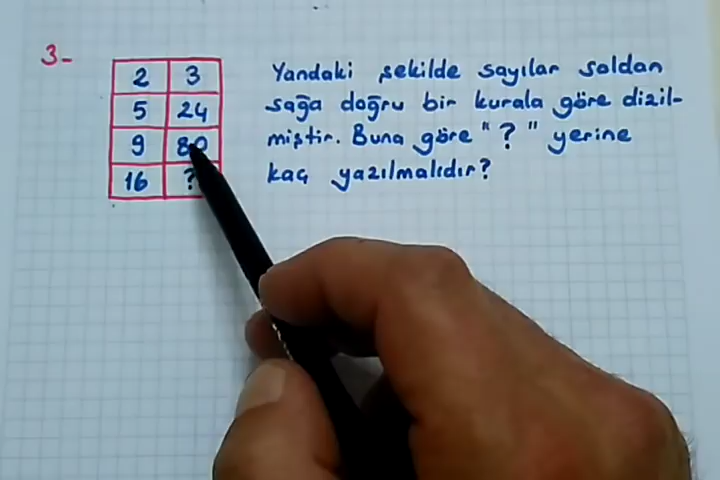 3-
2 3
5 24
9 80
16 ?
Yandaki şekilde sayılar soldan
sağa doğru bir kurala göre dizil-
miştir. Buna göre "?" yerine
kaç yazılmalıdır?